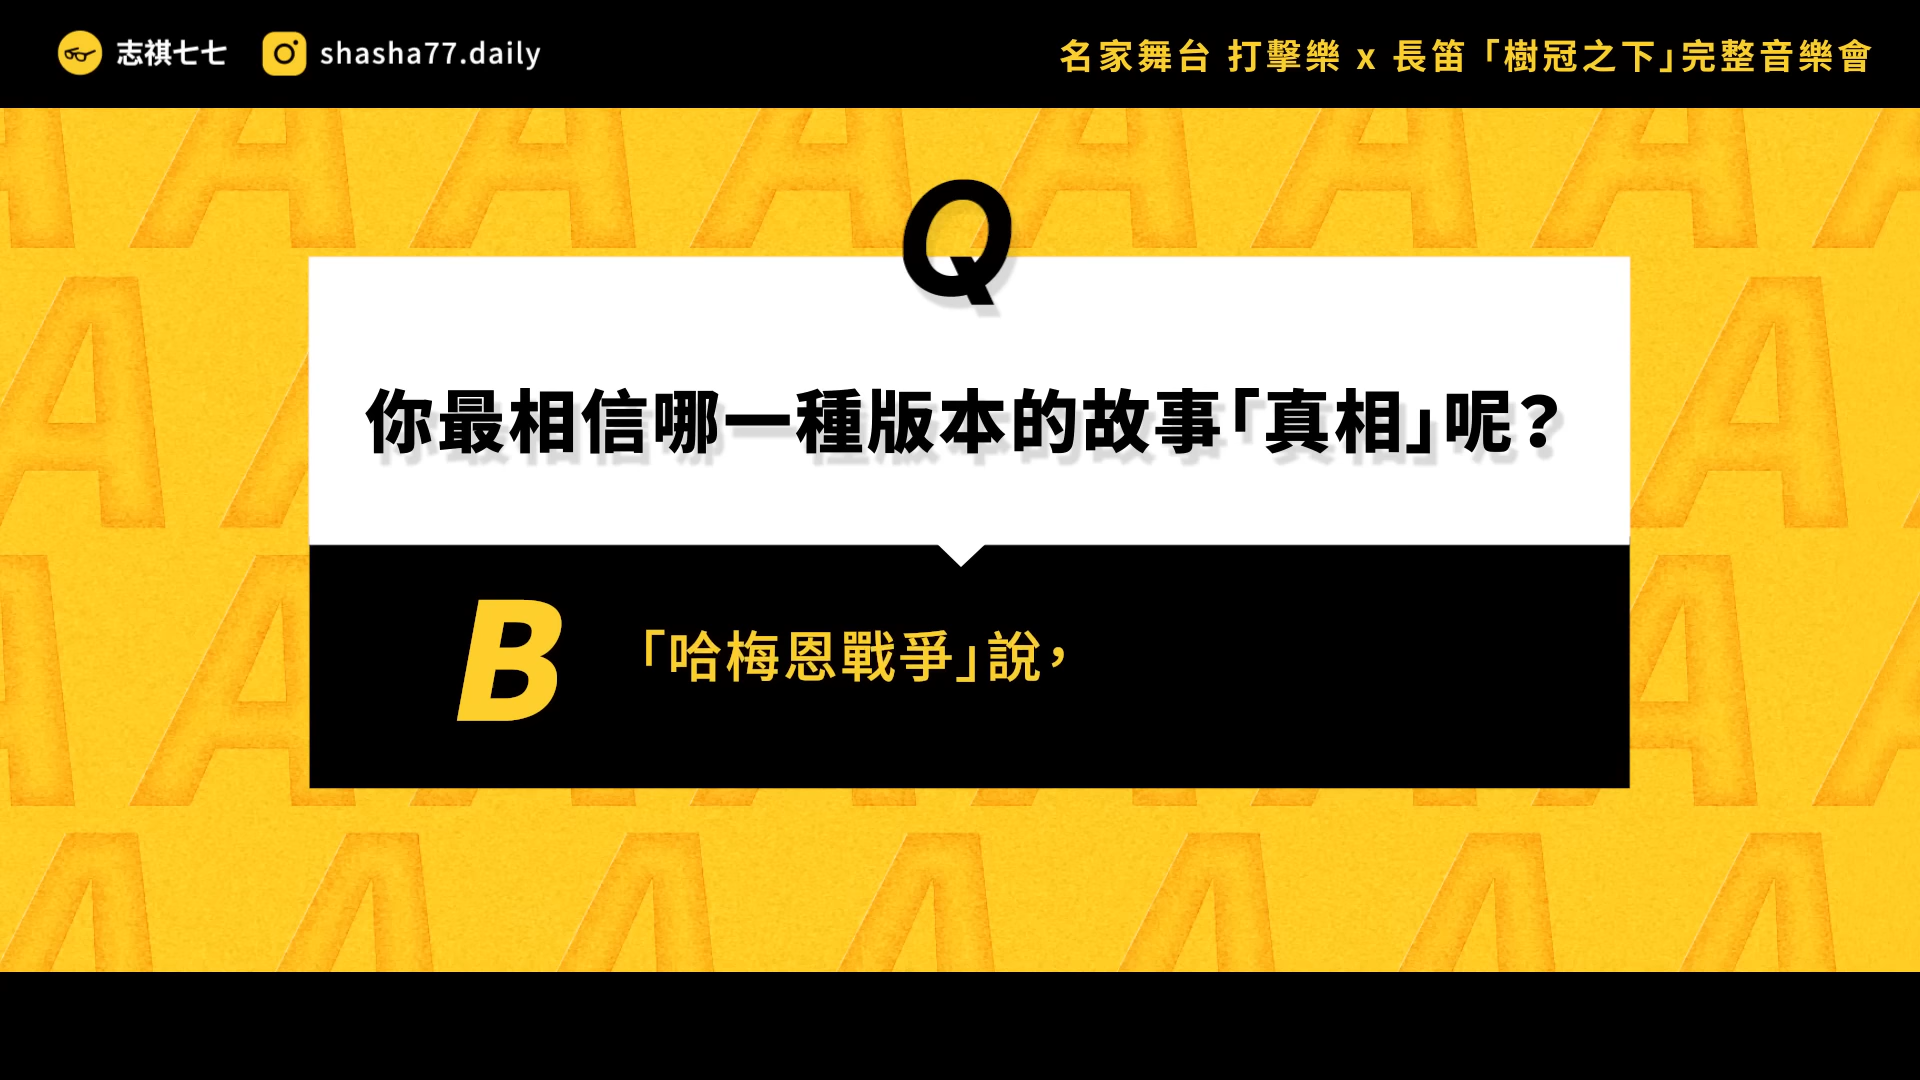 志祺七七 shasha77.daily
名家舞台 打擊樂 x 長笛「樹冠之下」完整音樂會
Q
你最相信哪一種版本的故事「真相」呢？
B 「哈梅恩戰爭」說，